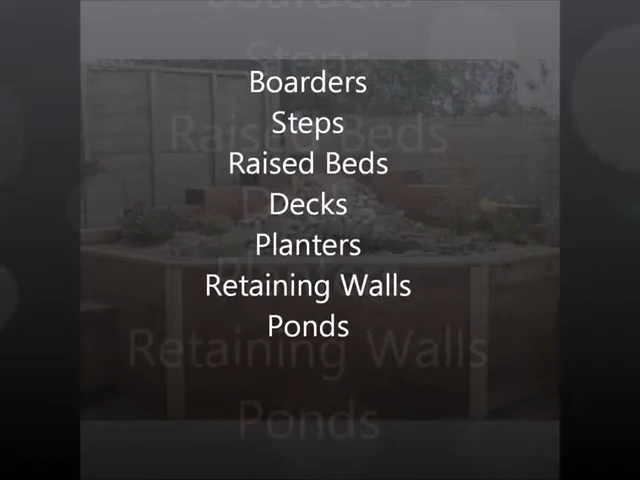 Boarders
Steps
Raised Beds
Decks
Planters
Retaining Walls
Ponds